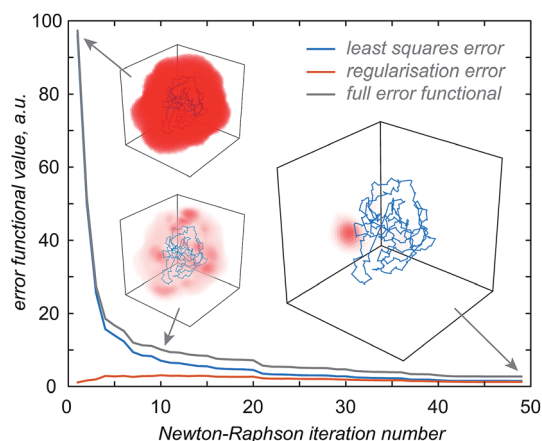 100
80
60
40
20
0
error functional value, a.u.
least squares error
regularisation error
full error functional
0 10 20 30 40 50
Newton-Raphson iteration number